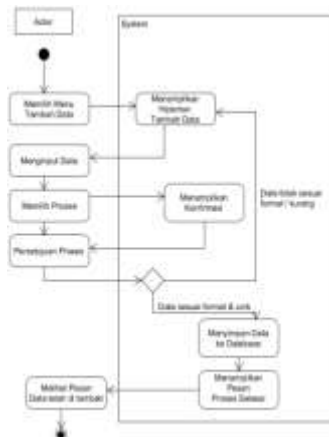 Actor
System
Memilih Menu
Tambah Data
Menampilkan
Halaman
Tambah Data
Menginput Data
Memilih Proses
Menampilkan
Konfirmasi
Data tidak sesuai
format / kurang
Persetujuan Proses
Data sesuai format &
Menyimpan Data
ke Database
Menampilkan
Pesan
Proses Selesai
Melihat Pesan
Data telah di tambah